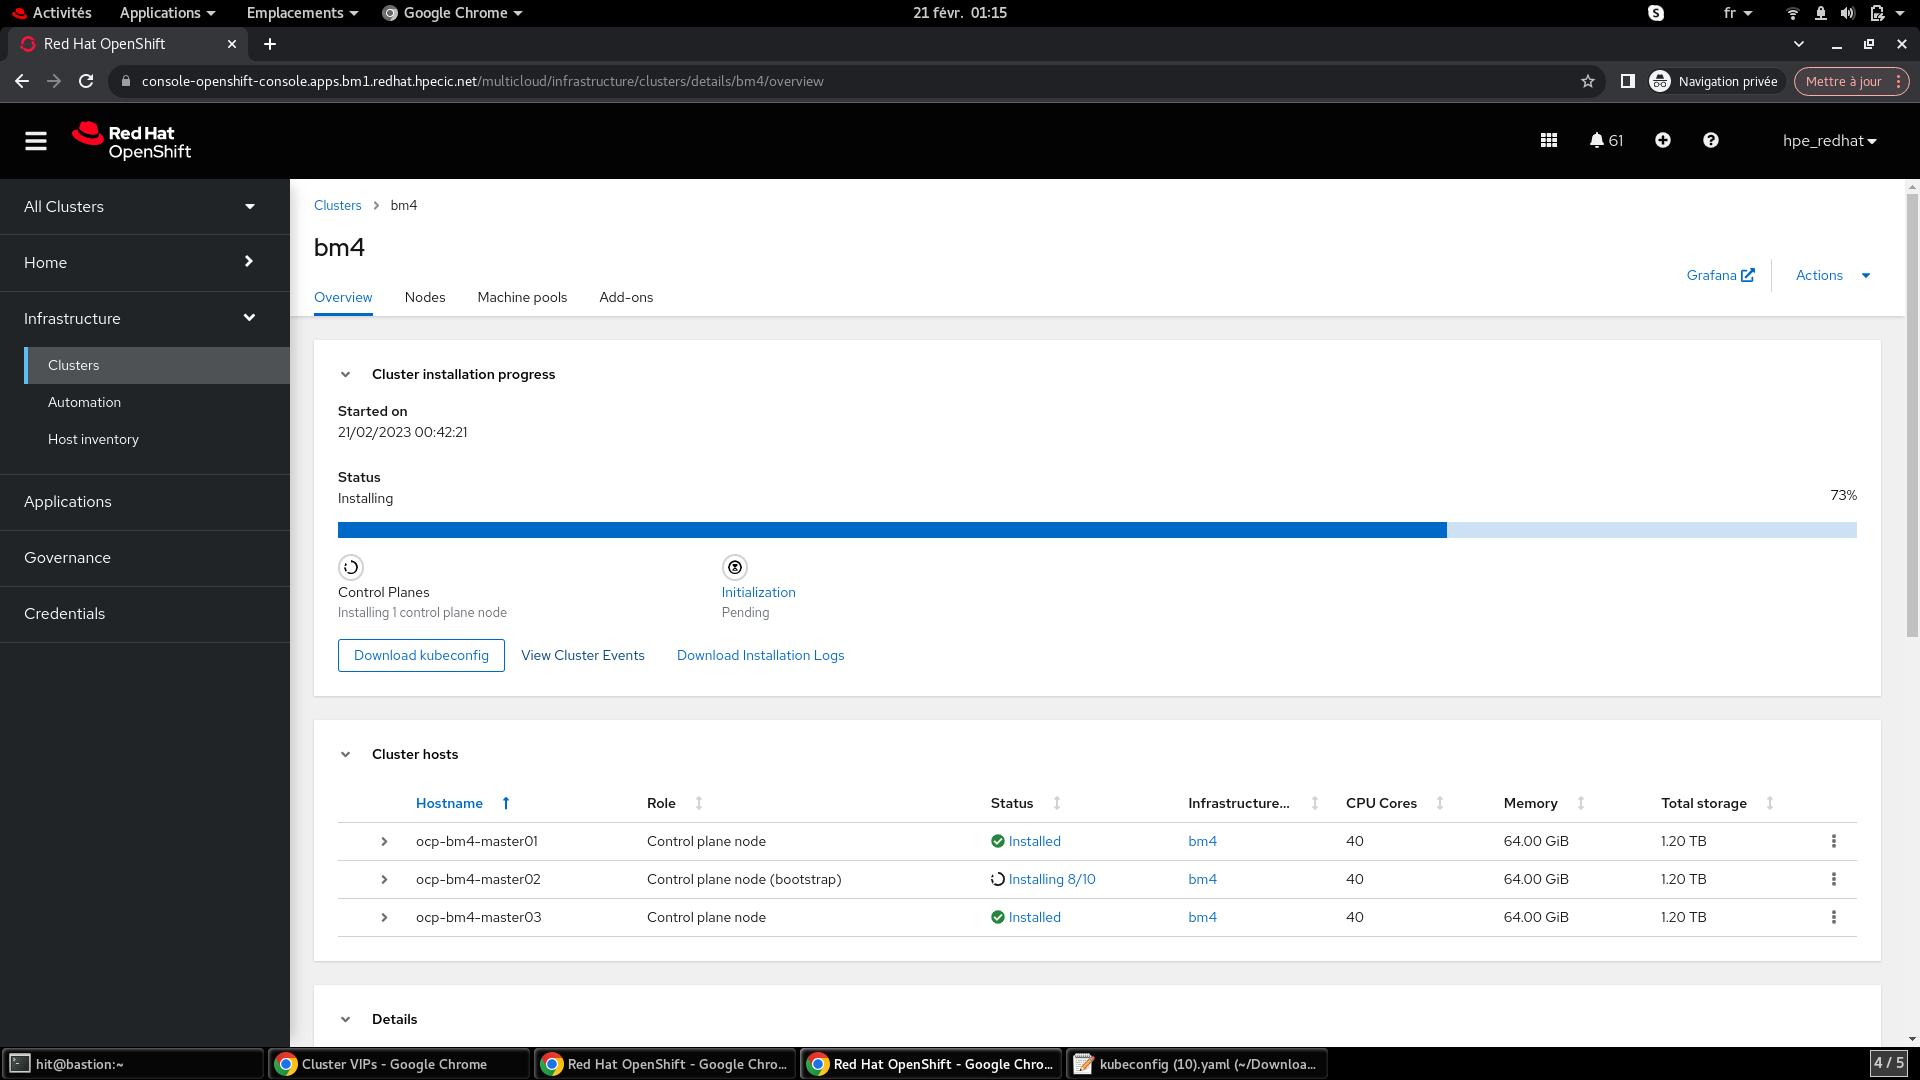 Activités Applications Emplacements Google Chrome 21 févr. 01:15 fr
Red Hat OpenShift
console-openshift-console.apps.bm1.redhat.hpecic.net/multicloud/infrastructure/clusters/details/bm4/overview Navigation privée Mettre à jour
Red Hat
OpenShift
61 hpe_redhat
All Clusters
Home
Infrastructure
Clusters
Automation
Host inventory
Applications
Governance
Credentials
Clusters bm4
bm4
Grafana Actions
Overview Nodes Machine pools Add-ons
Cluster installation progress
Started on
21/02/2023 00:42:21
Status
Installing 73%
Control Planes Initialization
Installing 1 control plane node Pending
Download kubeconfig View Cluster Events Download Installation Logs
Cluster hosts
Hostname Role Status Infrastructure... CPU Cores Memory Total storage
ocp-bm4-master01 Control plane node Installed bm4 40 64.00 GiB 1.20 TB
ocp-bm4-master02 Control plane node (bootstrap) Installing 8/10 bm4 40 64.00 GiB 1.20 TB
ocp-bm4-master03 Control plane node Installed bm4 40 64.00 GiB 1.20 TB
Details
hit@bastion:~ Cluster VIPs - Google Chrome Red Hat OpenShift - Google Chro... Red Hat OpenShift - Google Chro... kubeconfig (10).yaml (~/Downloa... 4 / 5